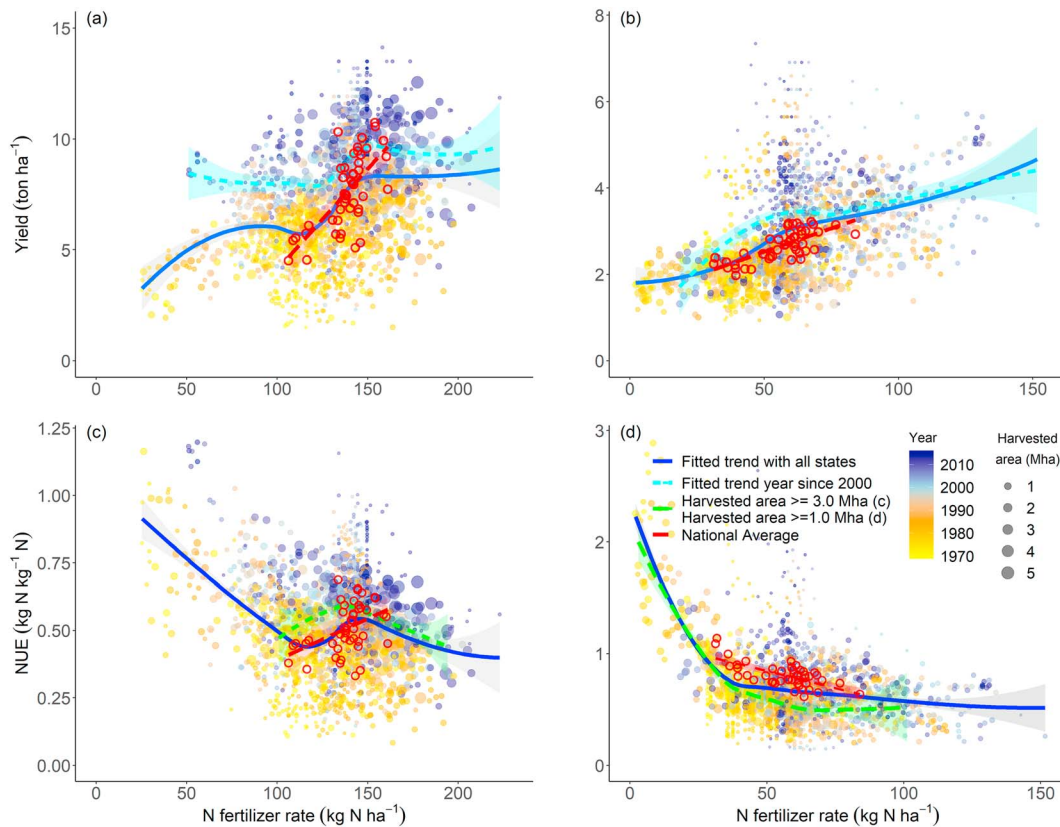 (a)
15
10
5
0
Yield (ton ha⁻¹)
0 50 100 150 200
(b)
8
6
4
2
0
0 50 100 150
(c)
1.25
1.00
0.75
0.50
0.25
0.00
NUE (kg N kg⁻¹ N)
0 50 100 150 200
N fertilizer rate (kg N ha⁻¹)
(d)
3
2
1
0
Fitted trend with all states
Fitted trend year since 2000
Harvested area >= 3.0 Mha (c)
Harvested area >=1.0 Mha (d)
National Average
Year
2010
2000
1990
1980
1970
Harvested
area (Mha)
1
2
3
4
5
0 50 100 150
N fertilizer rate (kg N ha⁻¹)